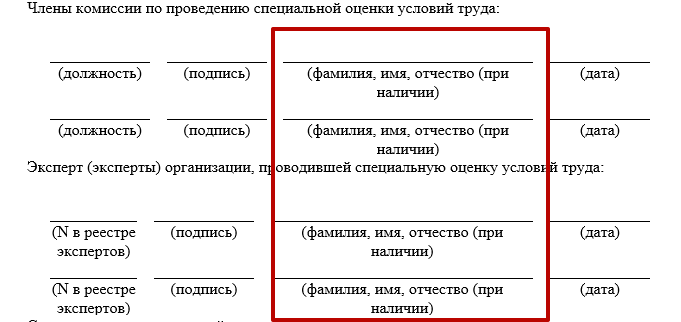 Члены комиссии по проведению специальной оценки условий труда:
(должность) (подпись) (фамилия, имя, отчество (при (дата)
наличии)
(должность) (подпись) (фамилия, имя, отчество (при (дата)
наличии)
Эксперт (эксперты) организации, проводившей специальную оценку условий труда:
(N в реестре (подпись) (фамилия, имя, отчество (при (дата)
экспертов) наличии)
(N в реестре (подпись) (фамилия, имя, отчество (при (дата)
экспертов) наличии)